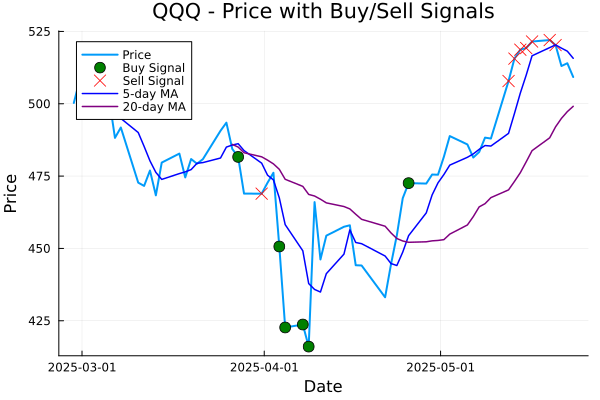 QQQ - Price with Buy/Sell Signals
525
500
475
450
425
Price
Price
Buy Signal
Sell Signal
5-day MA
20-day MA
2025-03-01
2025-04-01
2025-05-01
Date